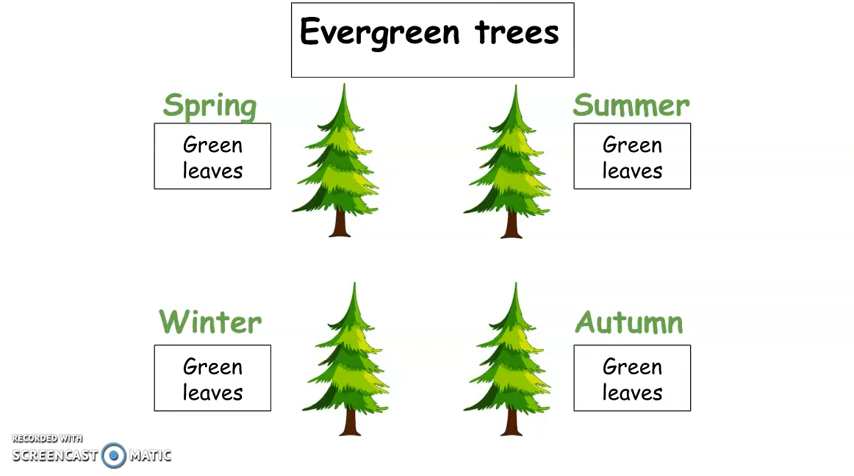 Evergreen trees
Spring
Green
leaves
Summer
Green
leaves
Winter
Green
leaves
Autumn
Green
leaves
RECORDED WITH
SCREENCAST MATIC